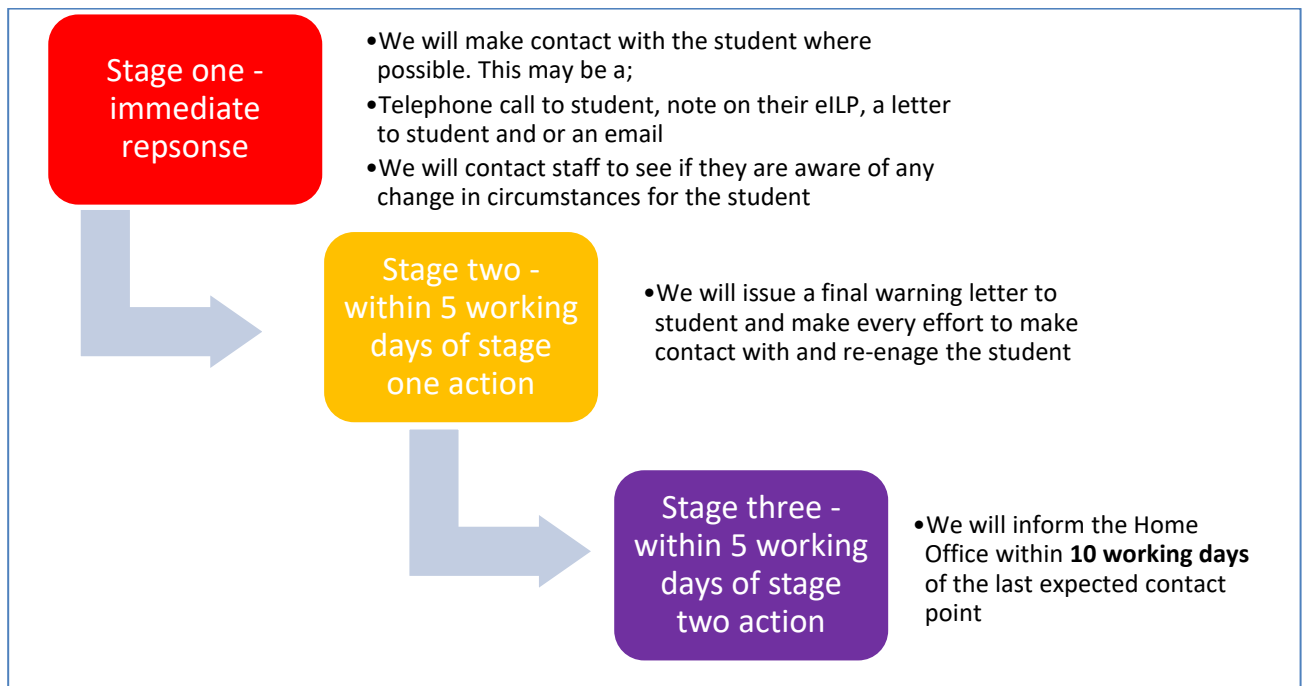 Stage one -
immediate
repsonse
•We will make contact with the student where
possible. This may be a;
•Telephone call to student, note on their eILP, a letter
to student and or an email
•We will contact staff to see if they are aware of any
change in circumstances for the student
Stage two -
within 5 working
days of stage
one action
•We will issue a final warning letter to
student and make every effort to make
contact with and re-enage the student
Stage three -
within 5 working
days of stage
two action
•We will inform the Home
Office within 10 working days
of the last expected contact
point